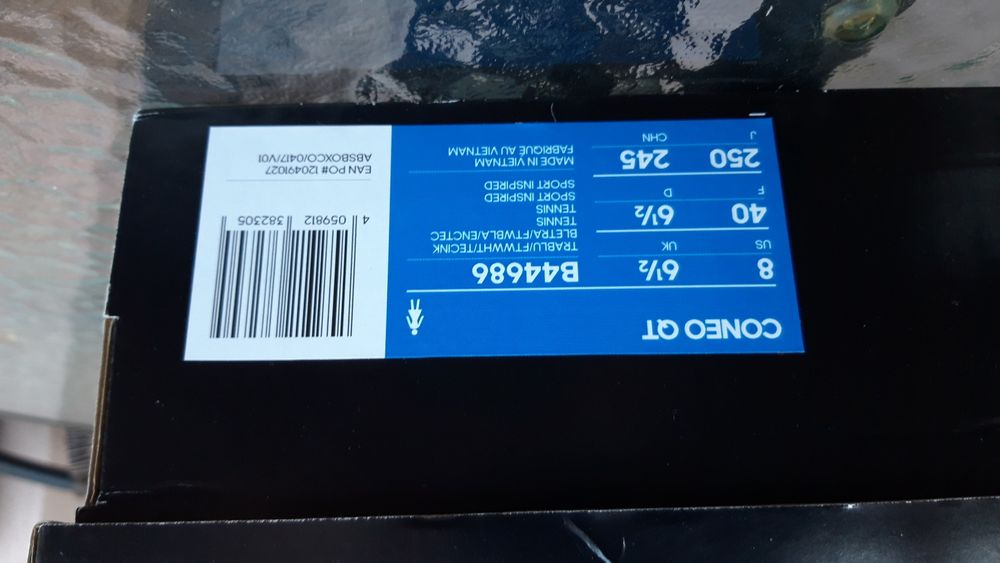 CONEO QT
8 6½ B44686
US UK
40 6½
F D
250 245
J CHN
TRABLU/FTWWHT/TECINK
BLETRA/FTWBLA/ENCTEC
TENNIS
TENNIS
SPORT INSPIRED
SPORT INSPIRED
MADE IN VIETNAM
FABRIQUÉ AU VIETNAM
4 059812 382305
EAN PO# 120491027
ABSBOXCO/0417/V01